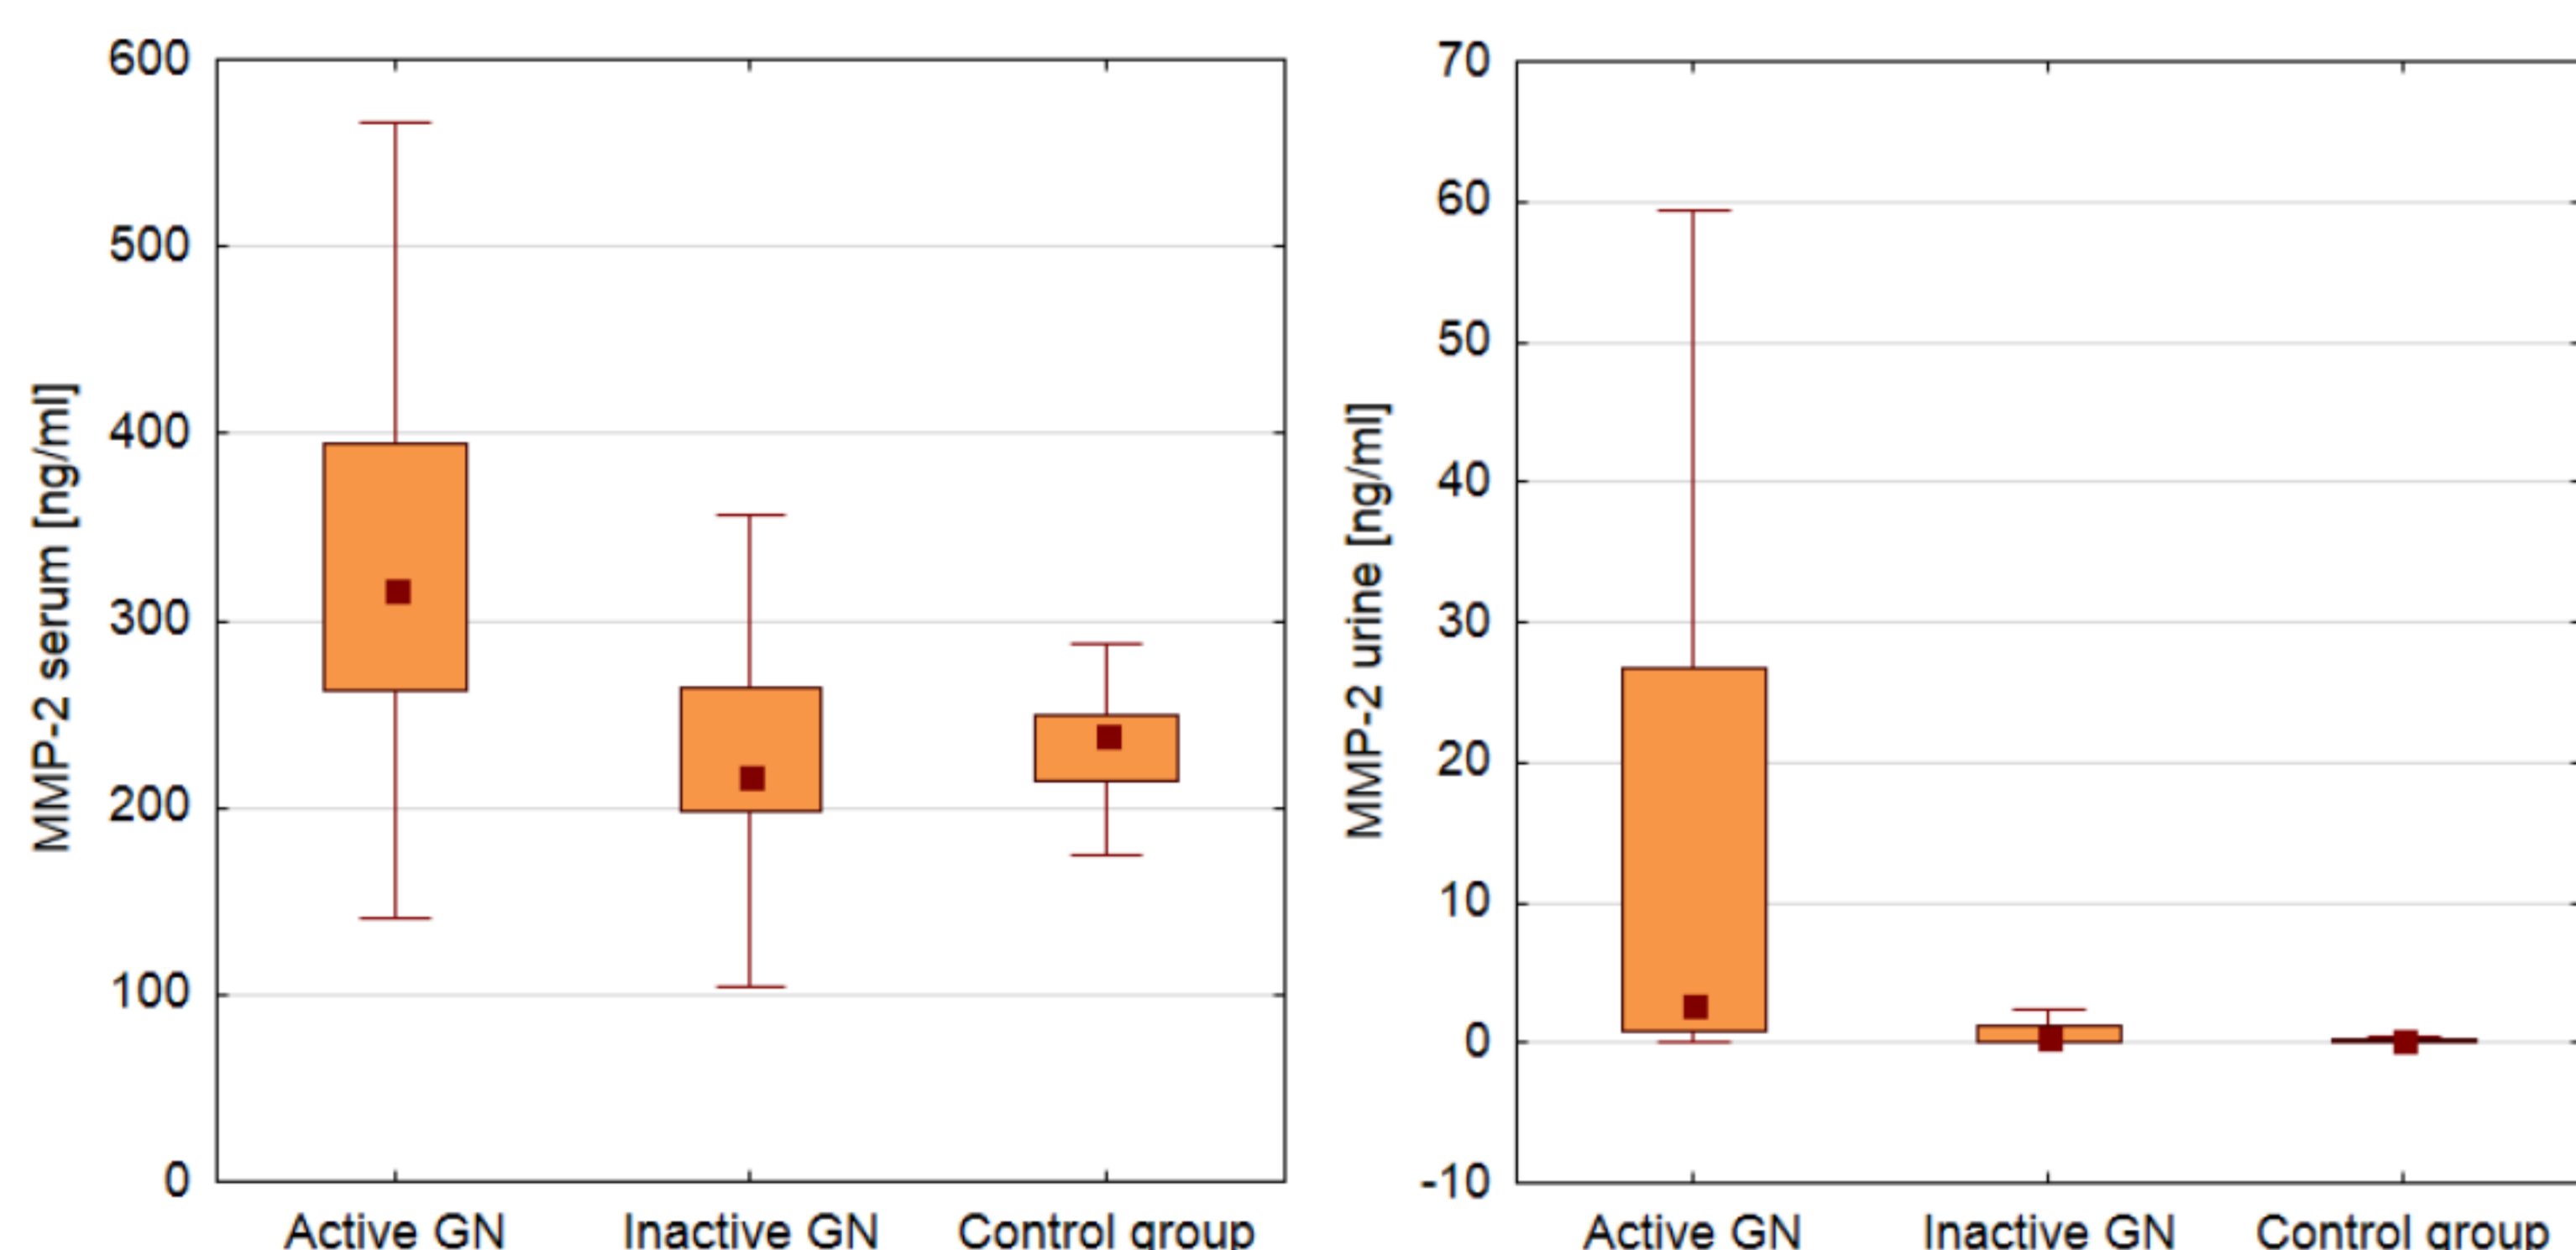 MMP-2 serum [ng/ml]
600
500
400
300
200
100
0
Active GN
Inactive GN
Control group
MMP-2 urine [ng/ml]
70
60
50
40
30
20
10
0
-10
Active GN
Inactive GN
Control group